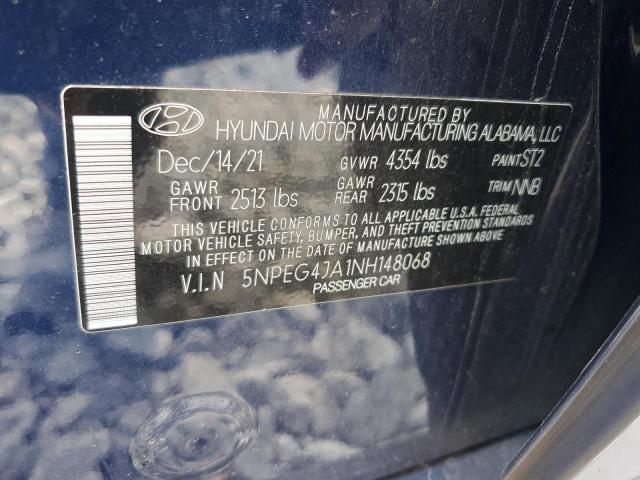 MANUFACTURED BY
HYUNDAI MOTOR MANUFACTURING ALABAMA, LLC
Dec/14/21 GVWR 4354 lbs PAINT ST2
GAWR FRONT 2513 lbs GAWR REAR 2315 lbs TRIM NNB
THIS VEHICLE CONFORMS TO ALL APPLICABLE U.S.A. FEDERAL
MOTOR VEHICLE SAFETY, BUMPER, AND THEFT PREVENTION STANDARDS
IN EFFECT ON THE DATE OF MANUFACTURE SHOWN ABOVE.
V.I.N 5NPEG4JA1NH148068
PASSENGER CAR